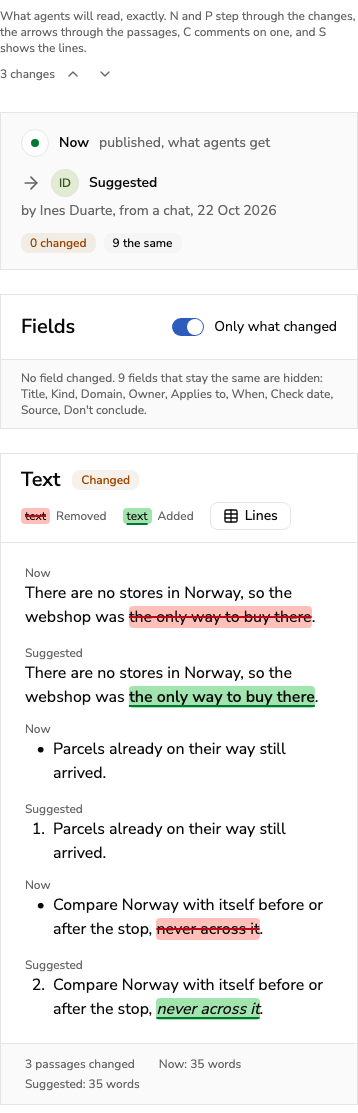 What agents will read, exactly. N and P step through the changes,
the arrows through the passages, C comments on one, and S
shows the lines.
3 changes
Now published, what agents get
ID Suggested
by Ines Duarte, from a chat, 22 Oct 2026
0 changed 9 the same
Fields Only what changed
No field changed. 9 fields that stay the same are hidden:
Title, Kind, Domain, Owner, Applies to, When, Check date,
Source, Don't conclude.
Text Changed
text Removed text Added Lines
Now
There are no stores in Norway, so the
webshop was the only way to buy there.
Suggested
There are no stores in Norway, so the
webshop was the only way to buy there.
Now
• Parcels already on their way still
arrived.
Suggested
1. Parcels already on their way still
arrived.
Now
• Compare Norway with itself before or
after the stop, never across it.
Suggested
2. Compare Norway with itself before or
after the stop, never across it.
3 passages changed Now: 35 words
Suggested: 35 words